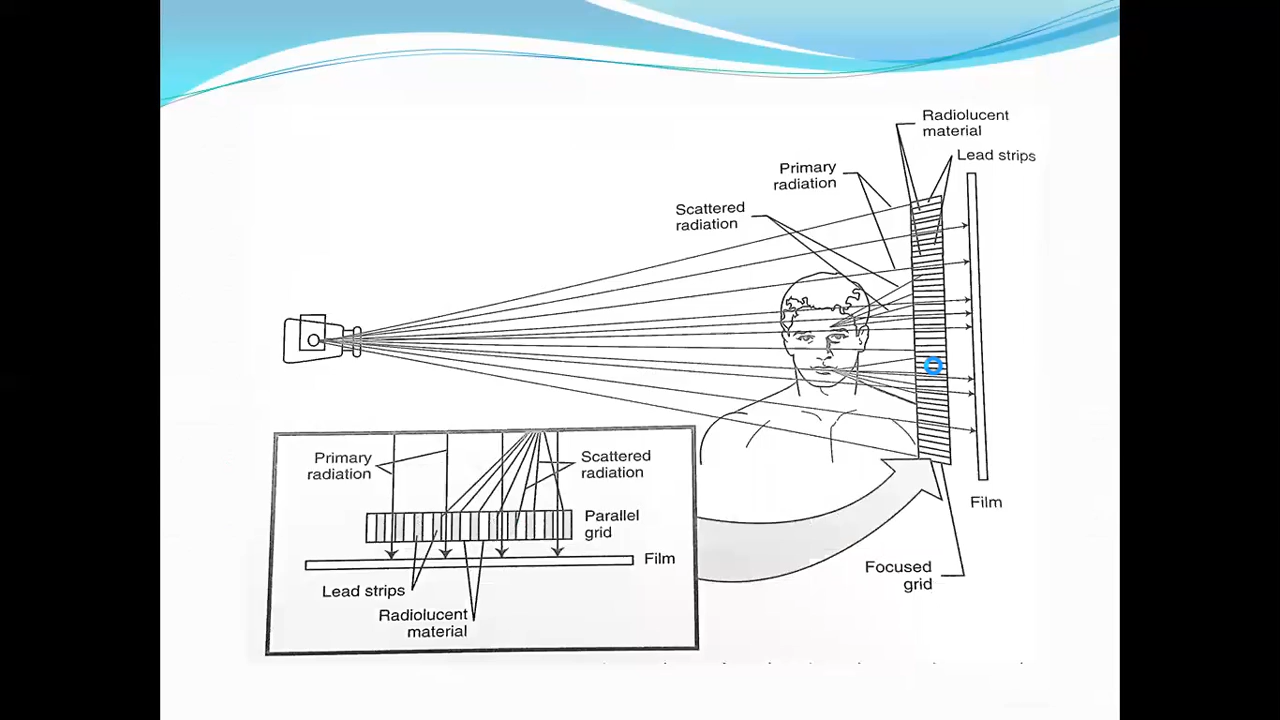 Radiolucent
material
Lead strips
Primary
radiation
Scattered
radiation
Film
Focused
grid
Primary
radiation
Scattered
radiation
Parallel
grid
Film
Lead strips
Radiolucent
material